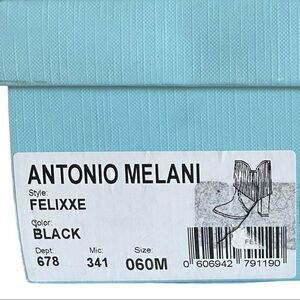 ANTONIO MELANI
Style:
FELIXXE
Color:
BLACK
Dept: Mic: Size:
678 341 060M
0 606942 791190